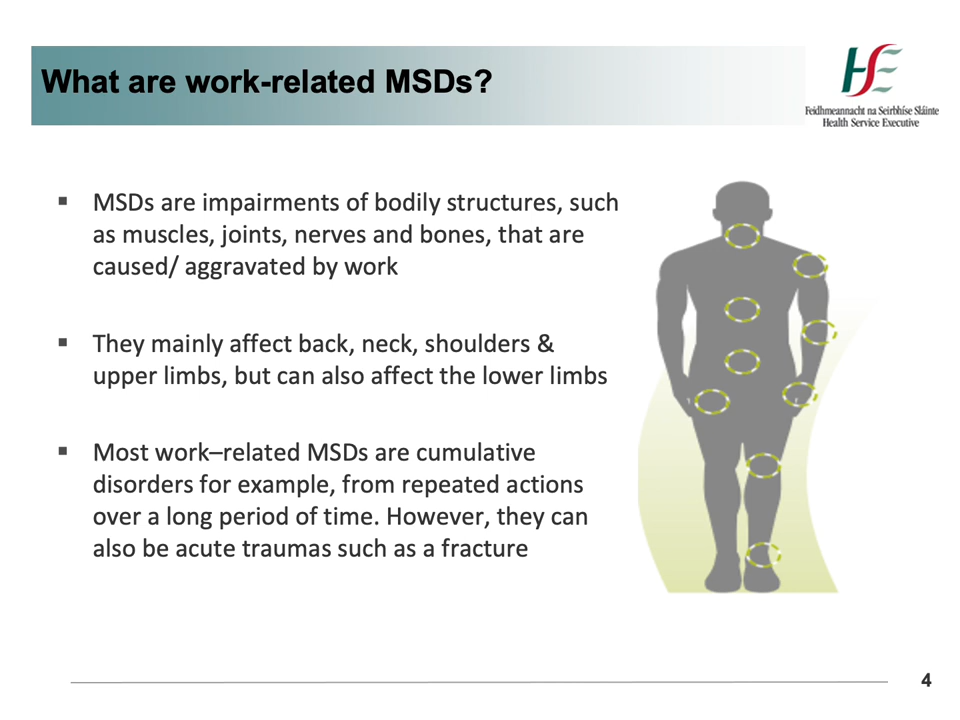 What are work-related MSDs?
HSE
Feidhmeannacht na Seirbhíse Sláinte
Health Service Executive
▪ MSDs are impairments of bodily structures, such
as muscles, joints, nerves and bones, that are
caused/ aggravated by work
▪ They mainly affect back, neck, shoulders &
upper limbs, but can also affect the lower limbs
▪ Most work–related MSDs are cumulative
disorders for example, from repeated actions
over a long period of time. However, they can
also be acute traumas such as a fracture
4